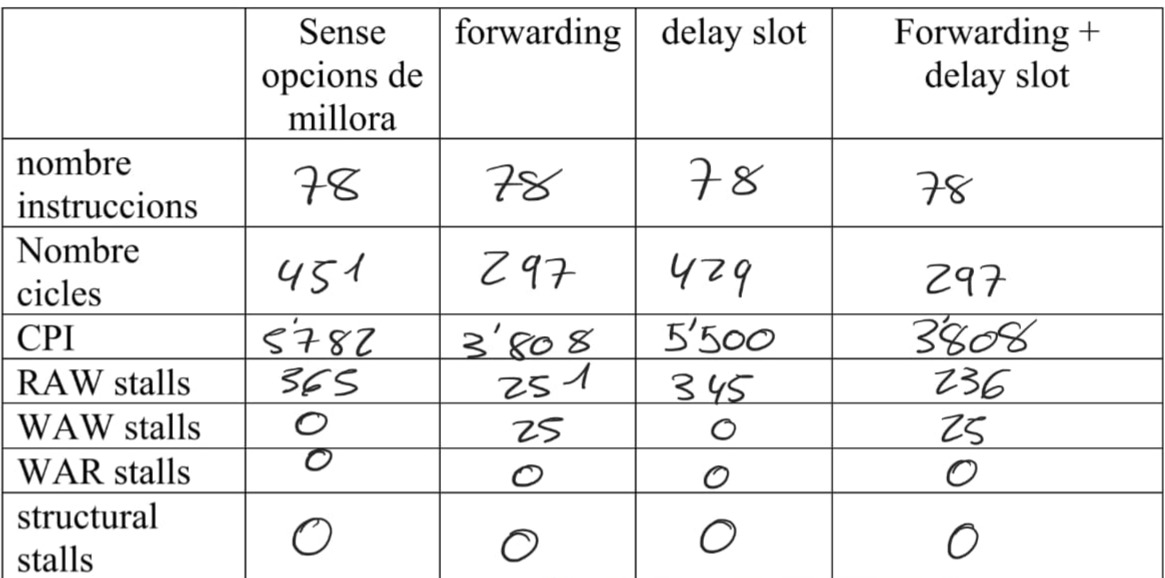 Sense opcions de millora forwarding delay slot Forwarding + delay slot
nombre instruccions 78 78 78 78
Nombre cicles 451 297 429 297
CPI 5'782 3'808 5'500 3'808
RAW stalls 365 251 345 236
WAW stalls 0 25 0 25
WAR stalls 0 0 0 0
structural stalls 0 0 0 0